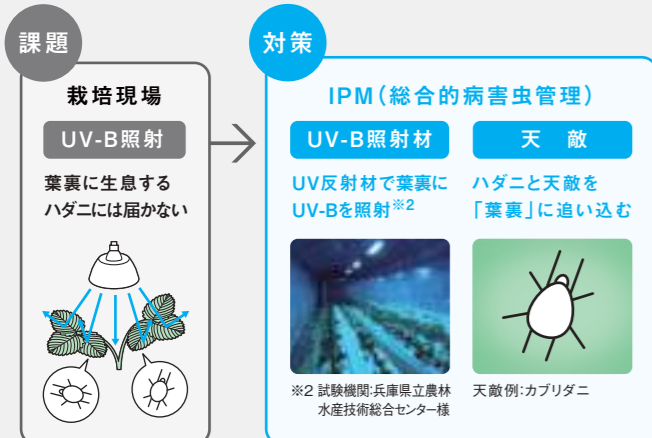 課題
栽培現場
UV-B照射
葉裏に生息する
ハダニには届かない
対策
IPM（総合的病害虫管理）
UV-B照射材
UV反射材で葉裏に
UV-Bを照射※2
※2 試験機関:兵庫県立農林
水産技術総合センター様
天　敵
ハダニと天敵を
「葉裏」に追い込む
天敵例:カブリダニ